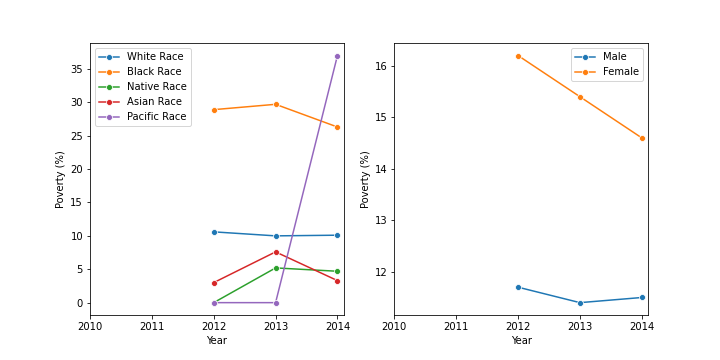 White Race
Black Race
Native Race
Asian Race
Pacific Race
35
30
25
20
15
10
5
0
Poverty (%)
2010 2011 2012 2013 2014
Year
Male
Female
16
15
14
13
12
Poverty (%)
2010 2011 2012 2013 2014
Year